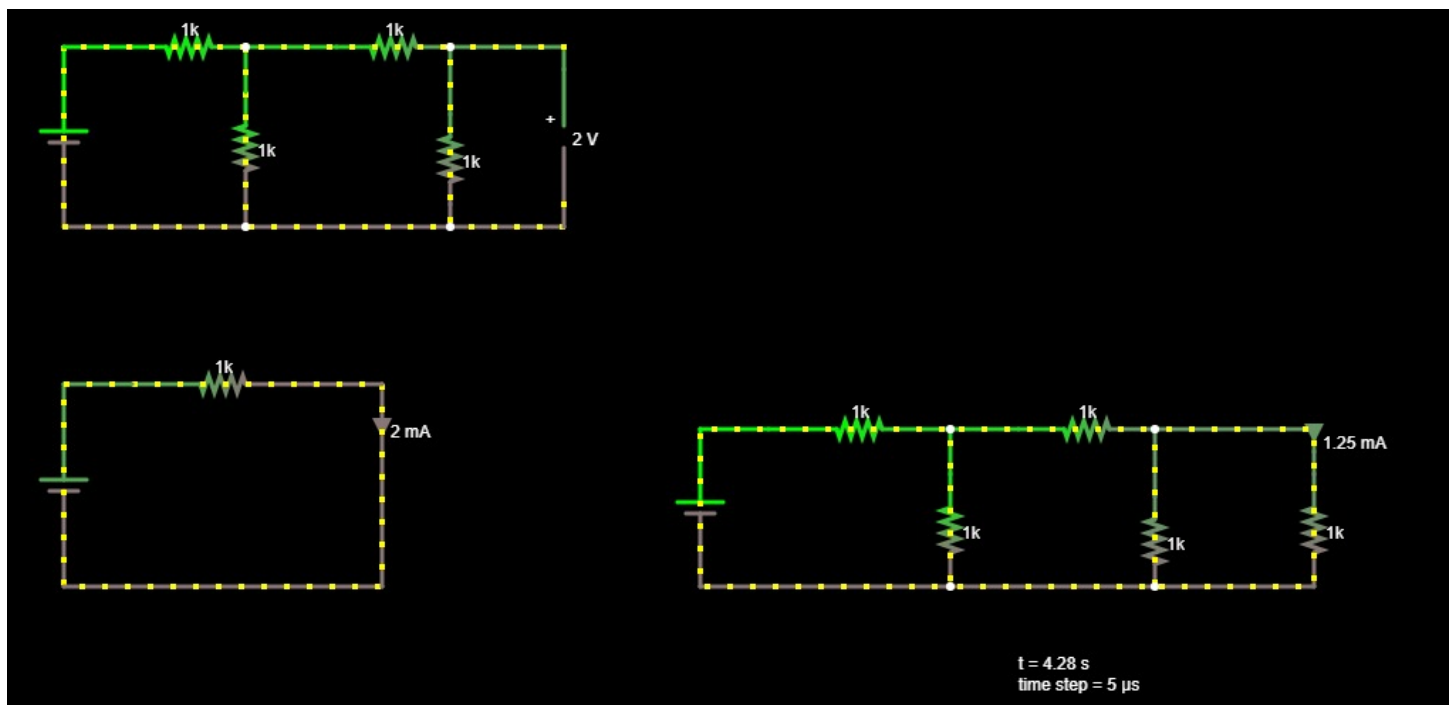 1k
1k
+
2 V
1k
1k
1k
2 mA
1k
1k
1.25 mA
1k
1k
1k
t = 4.28 s
time step = 5 µs